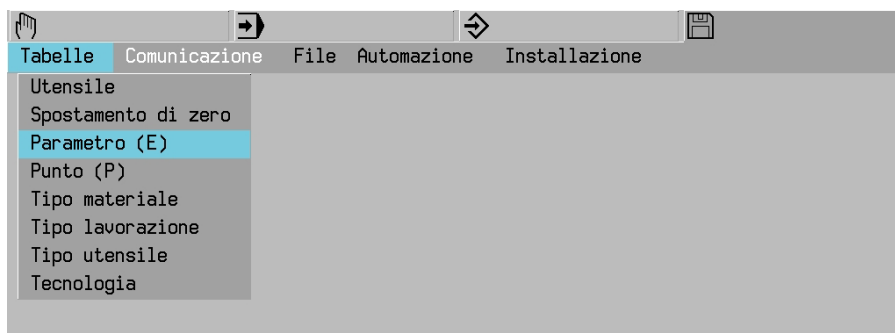 Tabelle Comunicazione File Automazione Installazione
Utensile
Spostamento di zero
Parametro (E)
Punto (P)
Tipo materiale
Tipo lavorazione
Tipo utensile
Tecnologia